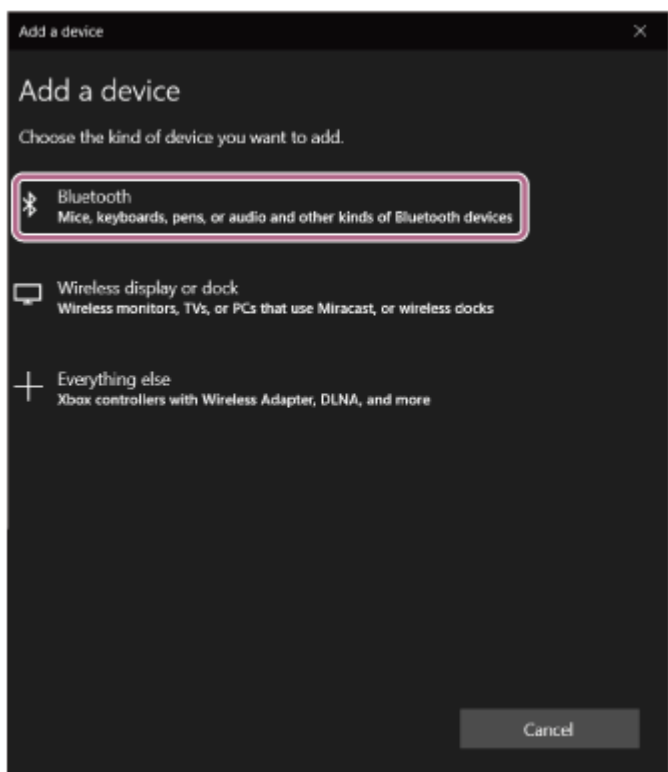 Add a device
Add a device
Choose the kind of device you want to add.
Bluetooth
Mice, keyboards, pens, or audio and other kinds of Bluetooth devices
Wireless display or dock
Wireless monitors, TVs, or PCs that use Miracast, or wireless docks
Everything else
Xbox controllers with Wireless Adapter, DLNA, and more
Cancel